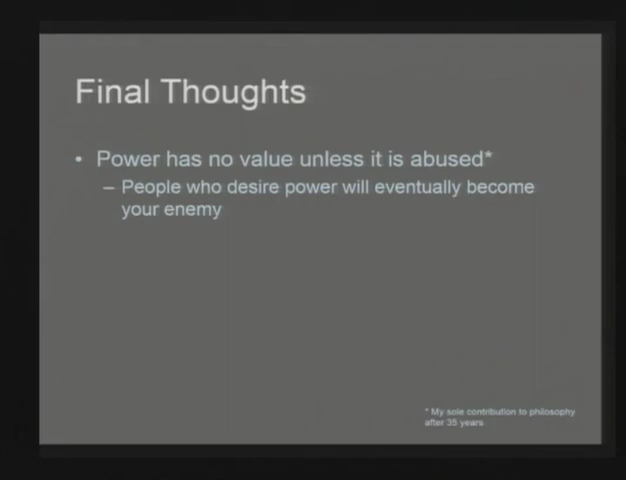 Final Thoughts
• Power has no value unless it is abused*
– People who desire power will eventually become
your enemy
* My sole contribution to philosophy
after 35 years